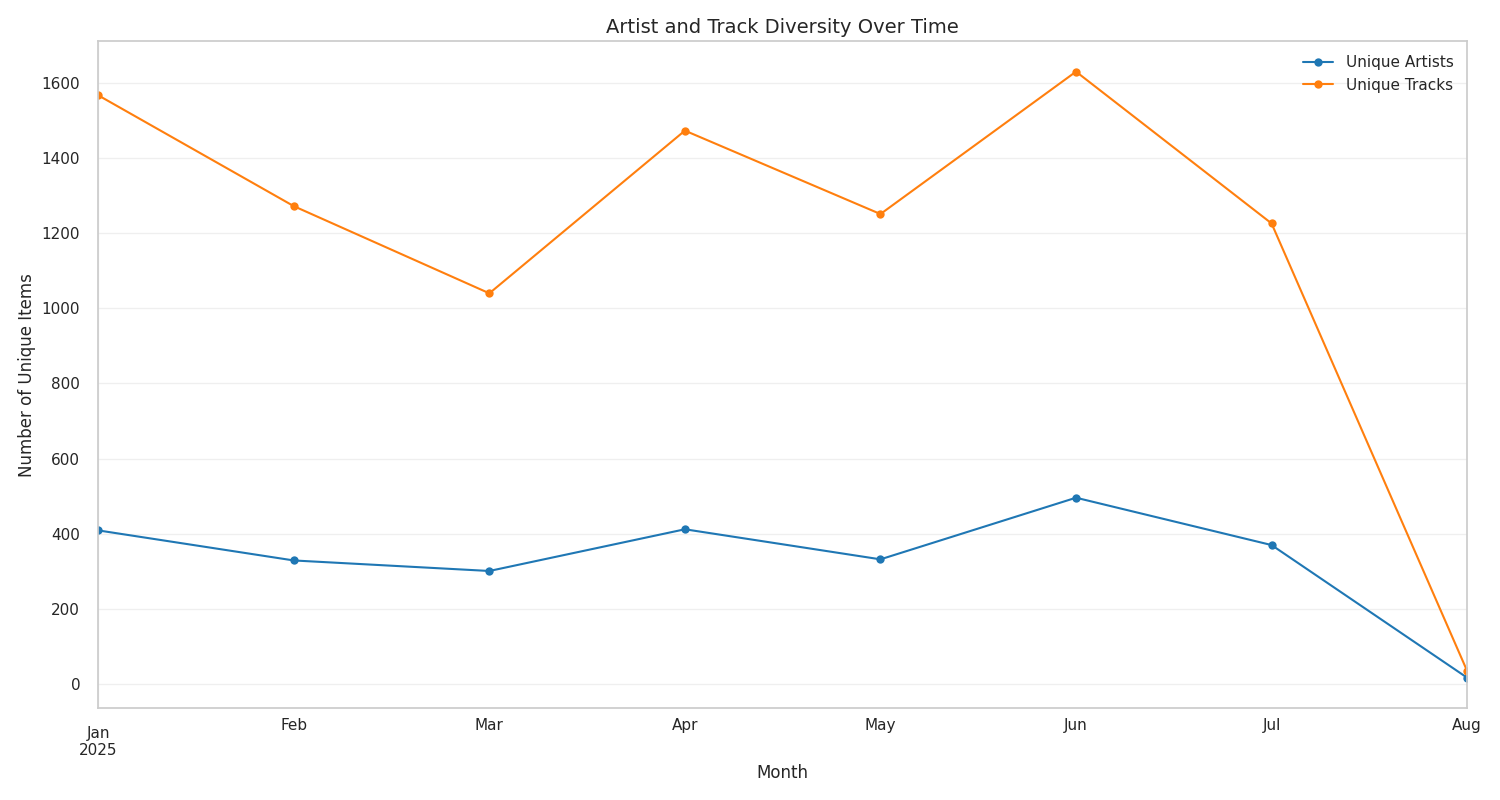 Artist and Track Diversity Over Time
Unique Artists
Unique Tracks
Number of Unique Items
1600
1400
1200
1000
800
600
400
200
0
Jan
2025
Feb
Mar
Apr
May
Jun
Jul
Aug
Month